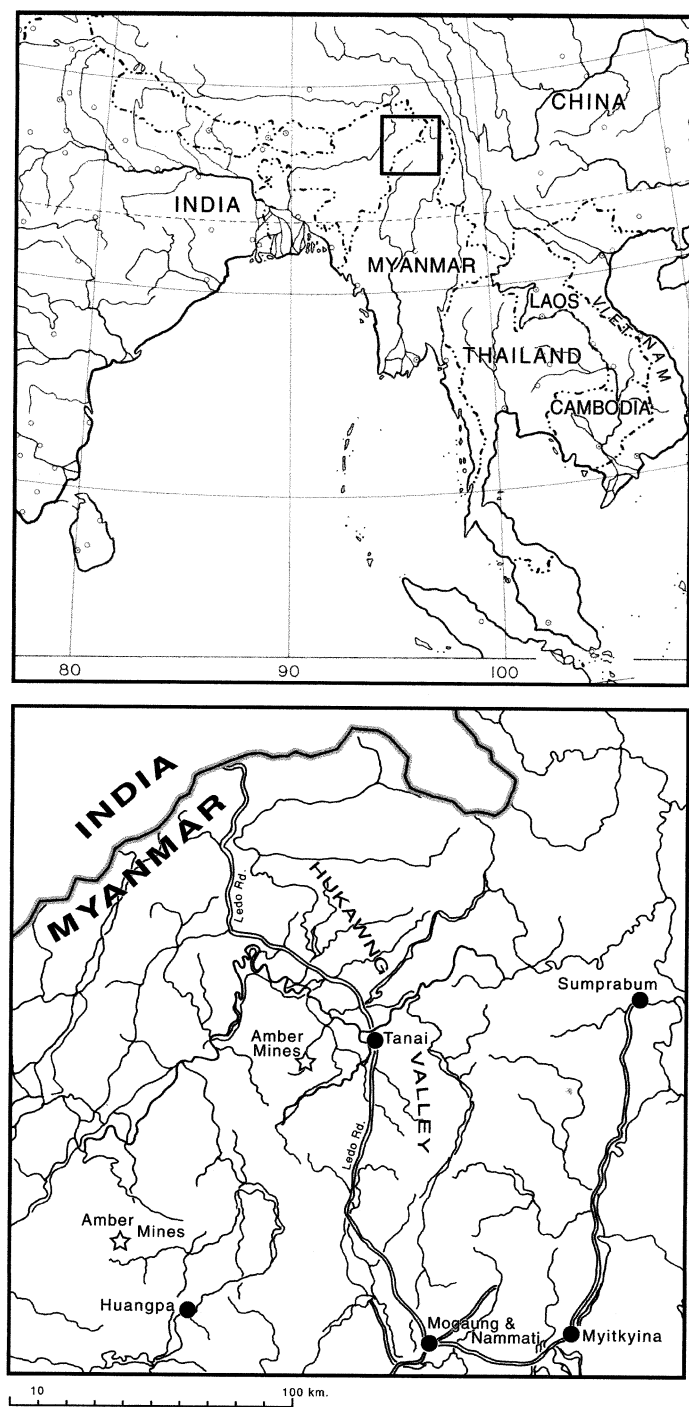 CHINA
INDIA
MYANMAR
LAOS
VIETNAM
THAILAND
CAMBODIA
80 90 100
INDIA
MYANMAR
Ledo Rd.
HUKAWNG
Sumprabum
Amber
Mines
Tanai
VALLEY
Ledo Rd.
Amber
Mines
Huangpa
Mogaung &
Nammati
Myitkyina
10 100 km.